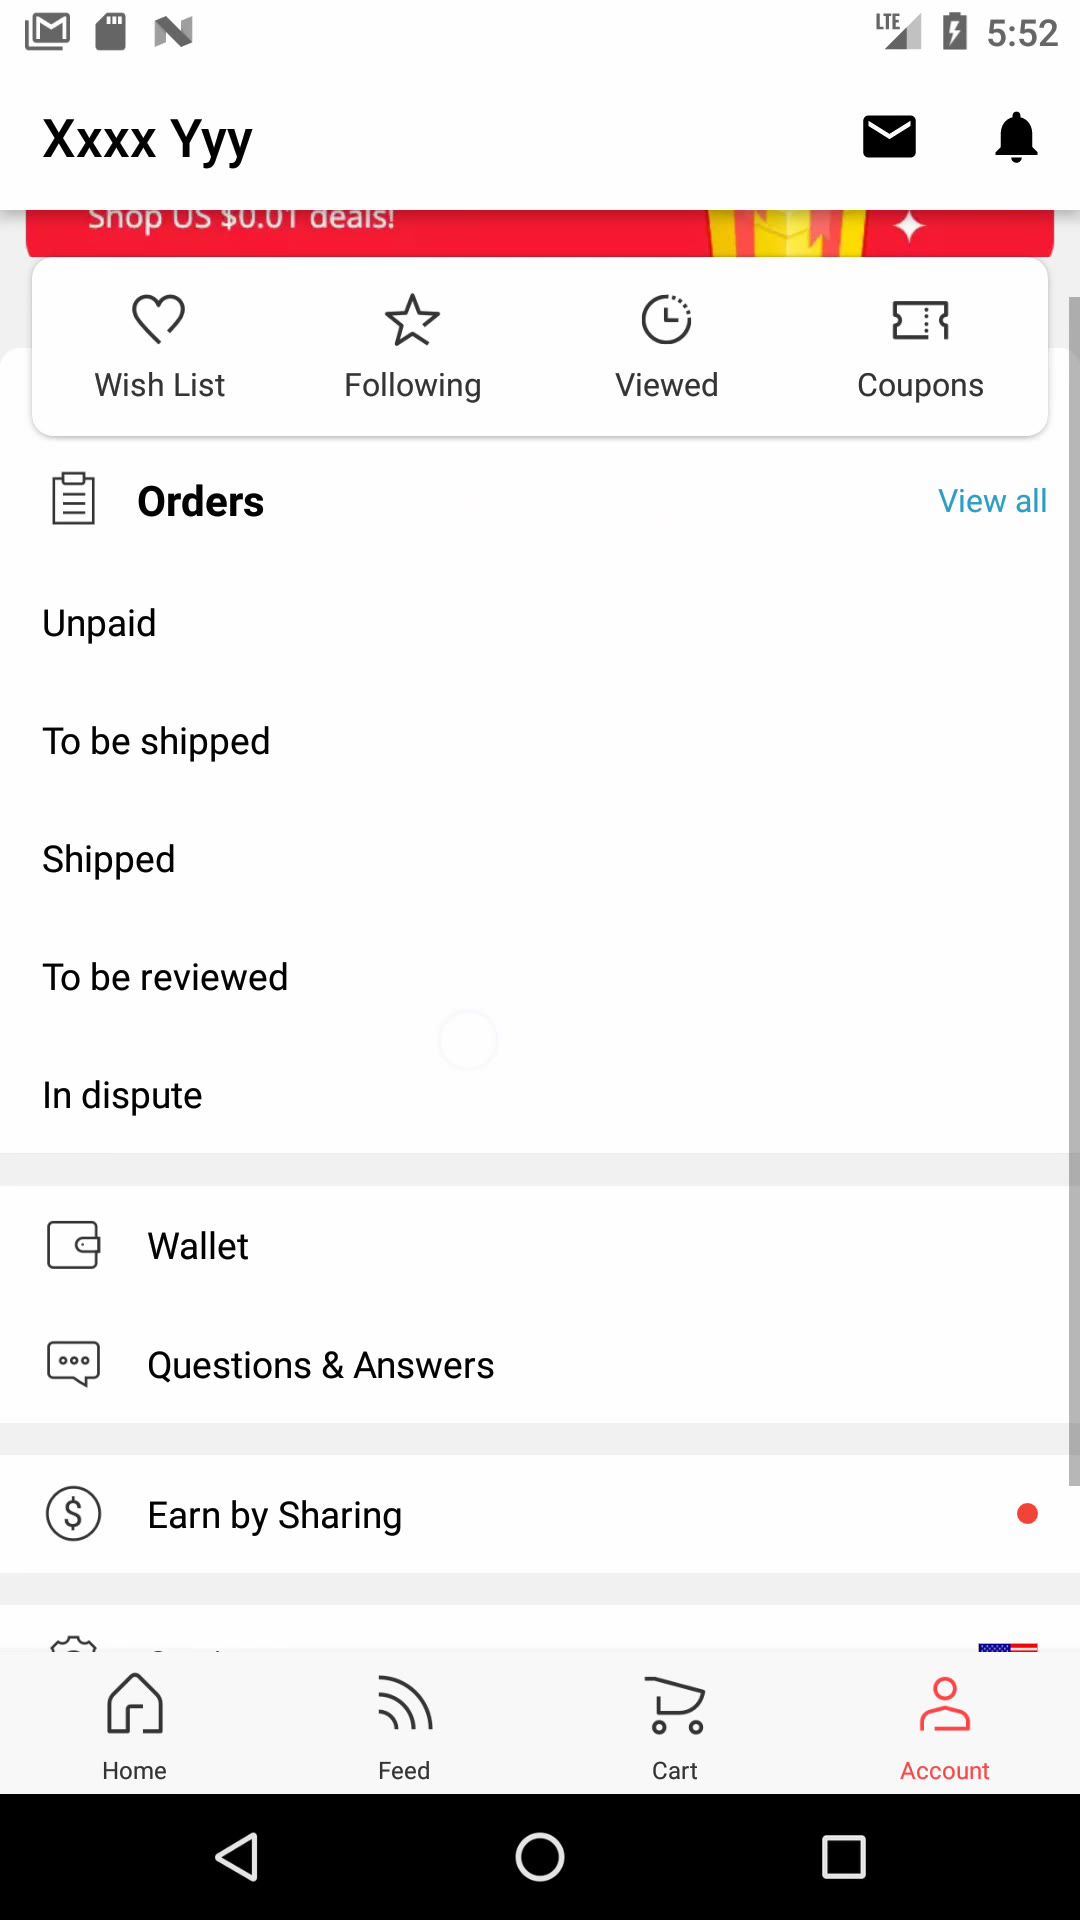 LTE 5:52
Xxxx Yyy
Shop US $0.01 deals!
Wish List Following Viewed Coupons
Orders View all
Unpaid
To be shipped
Shipped
To be reviewed
In dispute
Wallet
Questions & Answers
Earn by Sharing
Home Feed Cart Account